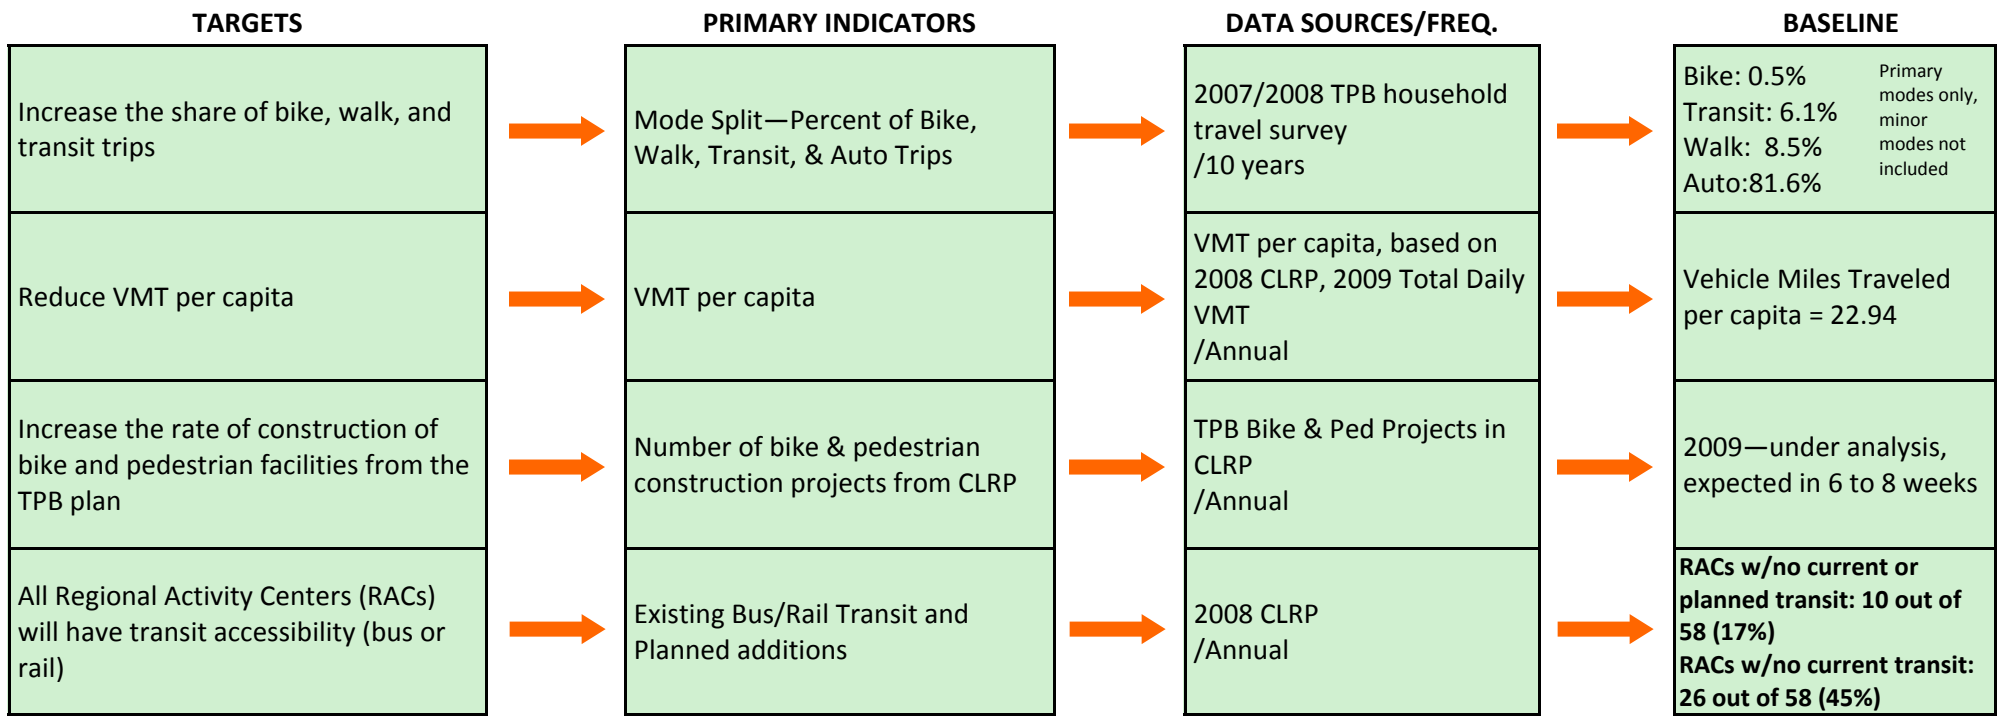 TARGETS
PRIMARY INDICATORS
DATA SOURCES/FREQ.
BASELINE
Increase the share of bike, walk, and
transit trips
Mode Split—Percent of Bike,
Walk, Transit, & Auto Trips
2007/2008 TPB household
travel survey
/10 years
Bike: 0.5%
Transit: 6.1%
Walk:  8.5%
Auto:81.6%
Primary
modes only,
minor
modes not
included
Reduce VMT per capita
VMT per capita
VMT per capita, based on
2008 CLRP, 2009 Total Daily
VMT
/Annual
Vehicle Miles Traveled
per capita = 22.94
Increase the rate of construction of
bike and pedestrian facilities from the
TPB plan
Number of bike & pedestrian
construction projects from CLRP
TPB Bike & Ped Projects in
CLRP
/Annual
2009—under analysis,
expected in 6 to 8 weeks
All Regional Activity Centers (RACs)
will have transit accessibility (bus or
rail)
Existing Bus/Rail Transit and
Planned additions
2008 CLRP
/Annual
RACs w/no current or
planned transit: 10 out of
58 (17%)
RACs w/no current transit:
26 out of 58 (45%)